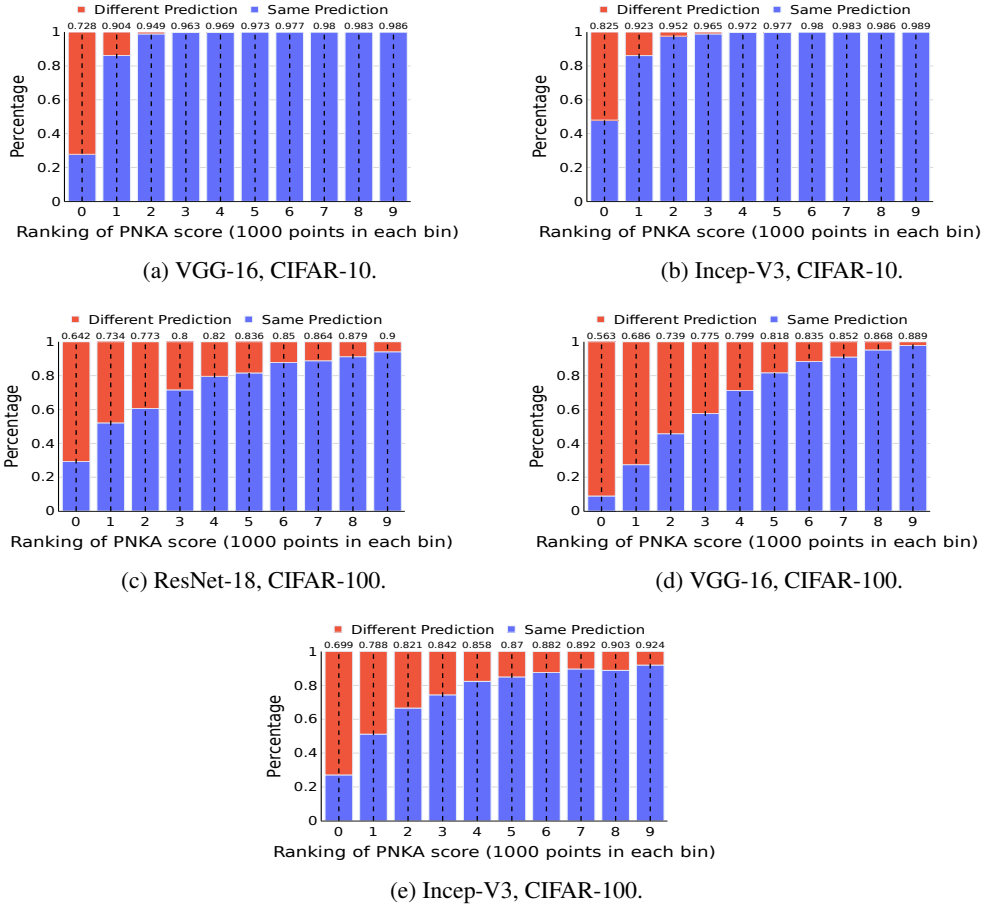 Different Prediction Same Prediction
0.728 0.904 0.949 0.963 0.969 0.973 0.977 0.98 0.983 0.986
Percentage
1
0.8
0.6
0.4
0.2
0
0 1 2 3 4 5 6 7 8 9
Ranking of PNKA score (1000 points in each bin)
(a) VGG-16, CIFAR-10.
Different Prediction Same Prediction
0.825 0.923 0.952 0.965 0.972 0.977 0.98 0.983 0.986 0.989
Percentage
1
0.8
0.6
0.4
0.2
0
0 1 2 3 4 5 6 7 8 9
Ranking of PNKA score (1000 points in each bin)
(b) Incep-V3, CIFAR-10.
Different Prediction Same Prediction
0.642 0.734 0.773 0.8 0.82 0.836 0.85 0.864 0.879 0.9
Percentage
1
0.8
0.6
0.4
0.2
0
0 1 2 3 4 5 6 7 8 9
Ranking of PNKA score (1000 points in each bin)
(c) ResNet-18, CIFAR-100.
Different Prediction Same Prediction
0.563 0.686 0.739 0.775 0.799 0.818 0.835 0.852 0.868 0.889
Percentage
1
0.8
0.6
0.4
0.2
0
0 1 2 3 4 5 6 7 8 9
Ranking of PNKA score (1000 points in each bin)
(d) VGG-16, CIFAR-100.
Different Prediction Same Prediction
0.699 0.788 0.821 0.842 0.858 0.87 0.882 0.892 0.903 0.924
Percentage
1
0.8
0.6
0.4
0.2
0
0 1 2 3 4 5 6 7 8 9
Ranking of PNKA score (1000 points in each bin)
(e) Incep-V3, CIFAR-100.